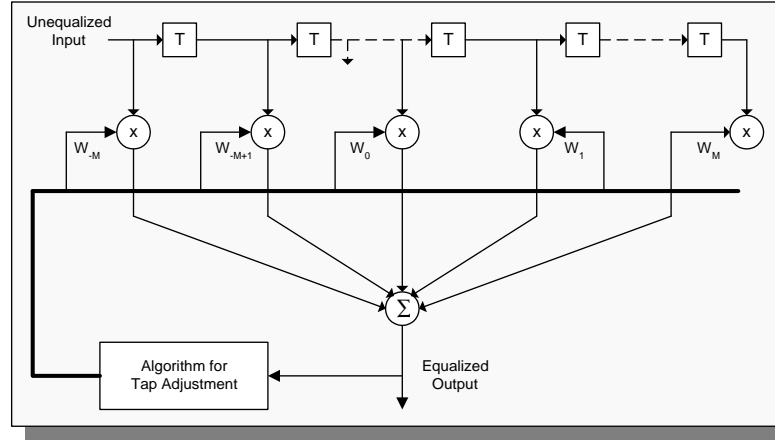 Unequalized
Input
T T T T T
x x x x x
W-M W-M+1 W0 W1 WM
Σ
Algorithm for
Tap Adjustment
Equalized
Output